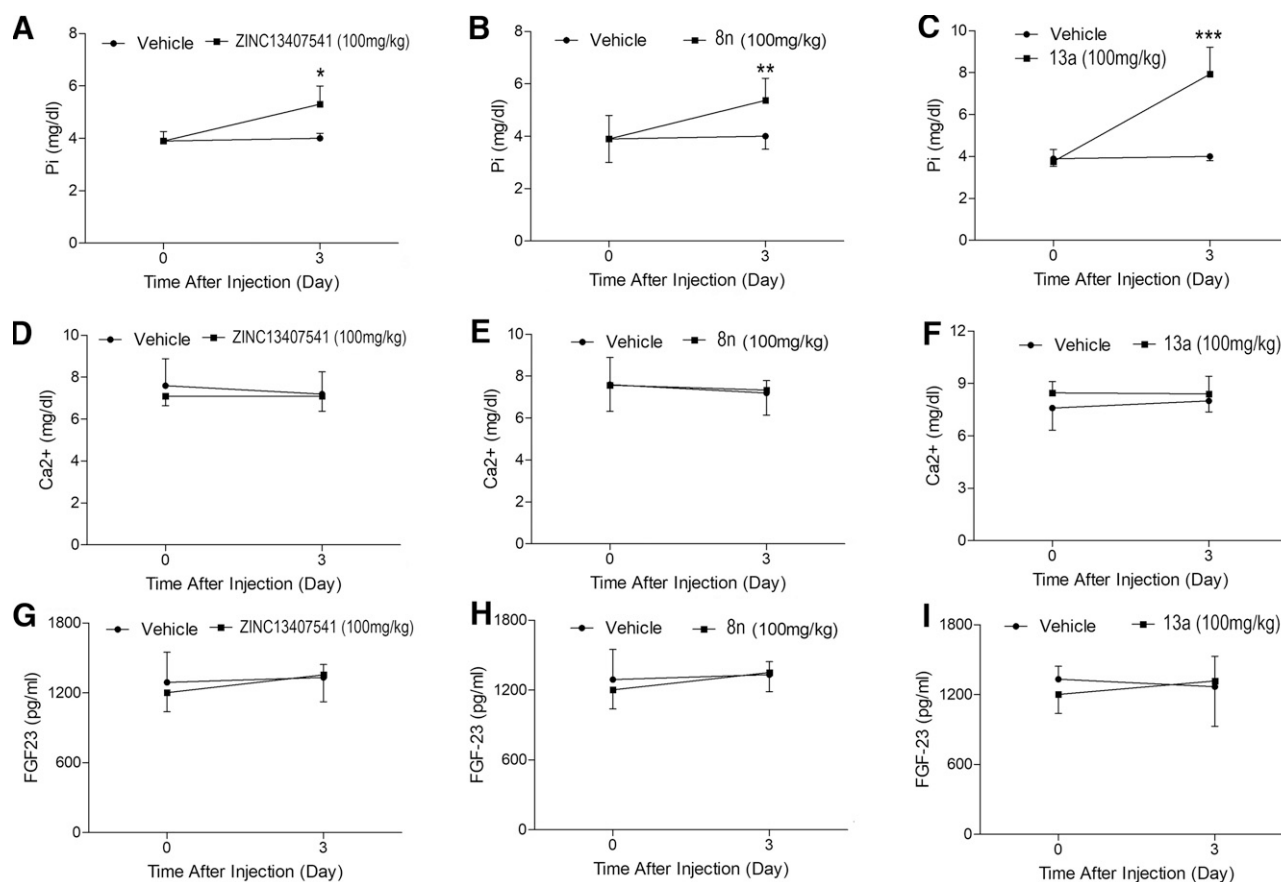 A
Vehicle
ZINC13407541 (100mg/kg)
8
6
4
2
0
*
Pi (mg/dl)
0
3
Time After Injection (Day)
B
Vehicle
8n (100mg/kg)
8
6
4
2
0
**
Pi (mg/dl)
0
3
Time After Injection (Day)
C
Vehicle
13a (100mg/kg)
10
8
6
4
2
0
***
Pi (mg/dl)
0
3
Time After Injection (Day)
D
Vehicle
ZINC13407541 (100mg/kg)
10
8
6
4
2
0
Ca2+ (mg/dl)
0
3
Time After Injection (Day)
E
Vehicle
8n (100mg/kg)
10
8
6
4
2
0
Ca2+ (mg/dl)
0
3
Time After Injection (Day)
F
Vehicle
13a (100mg/kg)
12
9
6
3
0
Ca2+ (mg/dl)
0
3
Time After Injection (Day)
G
Vehicle
ZINC13407541 (100mg/kg)
1800
1200
600
0
FGF23 (pg/ml)
0
3
Time After Injection (Day)
H
Vehicle
8n (100mg/kg)
1800
1200
600
0
FGF-23 (pg/ml)
0
3
Time After Injection (Day)
I
Vehicle
13a (100mg/kg)
1800
1200
600
0
FGF-23 (pg/ml)
0
3
Time After Injection (Day)